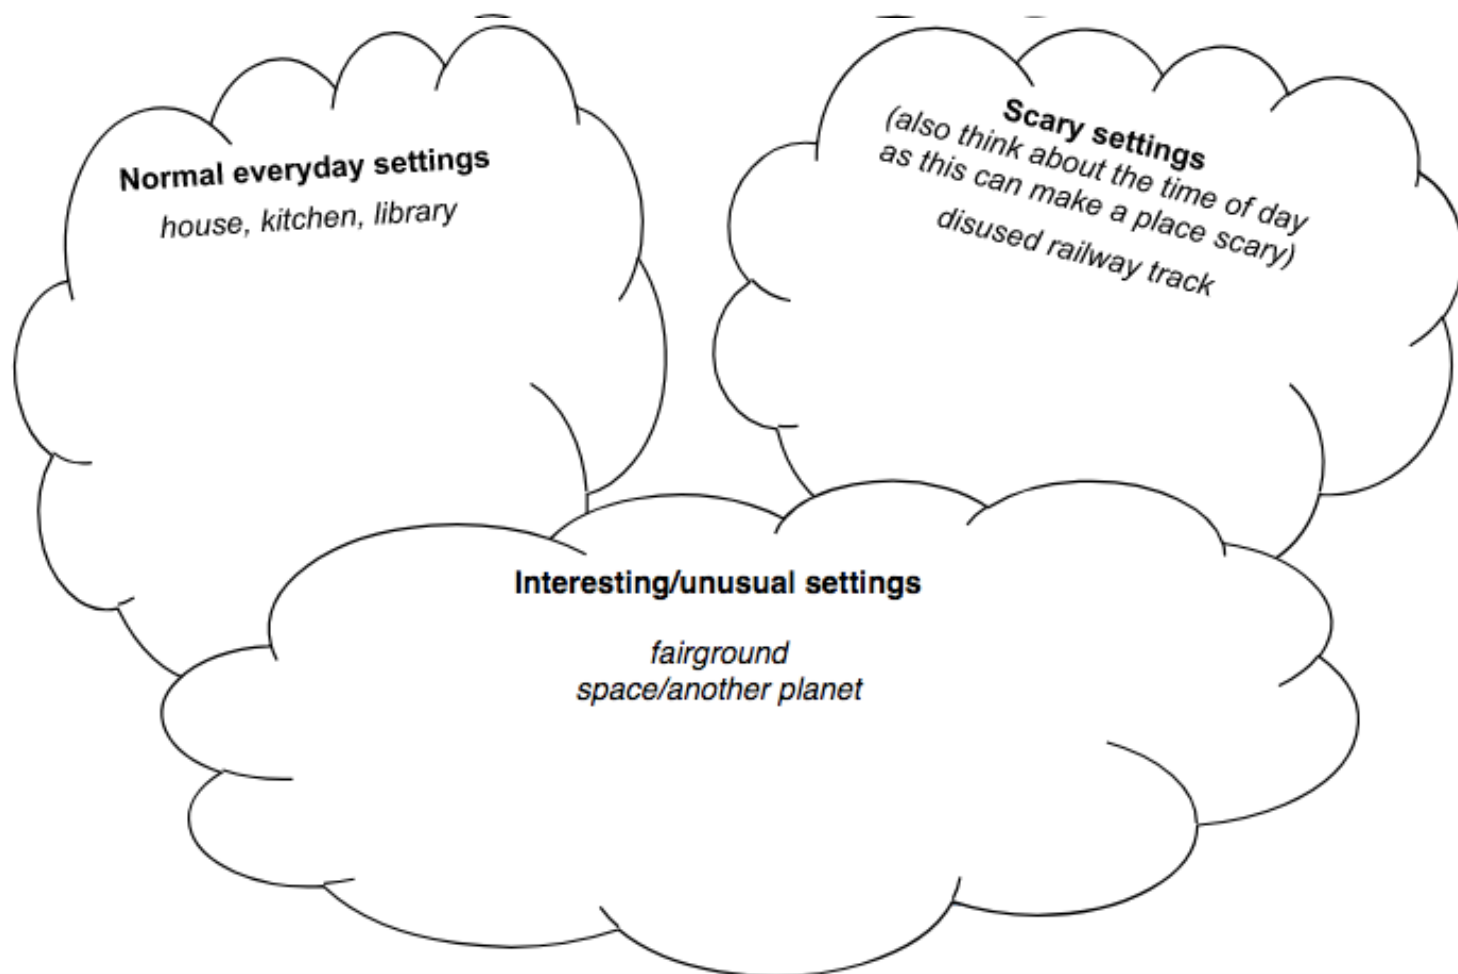 Normal everyday settings
house, kitchen, library
Scary settings
(also think about the time of day
as this can make a place scary)
disused railway track
Interesting/unusual settings
fairground
space/another planet